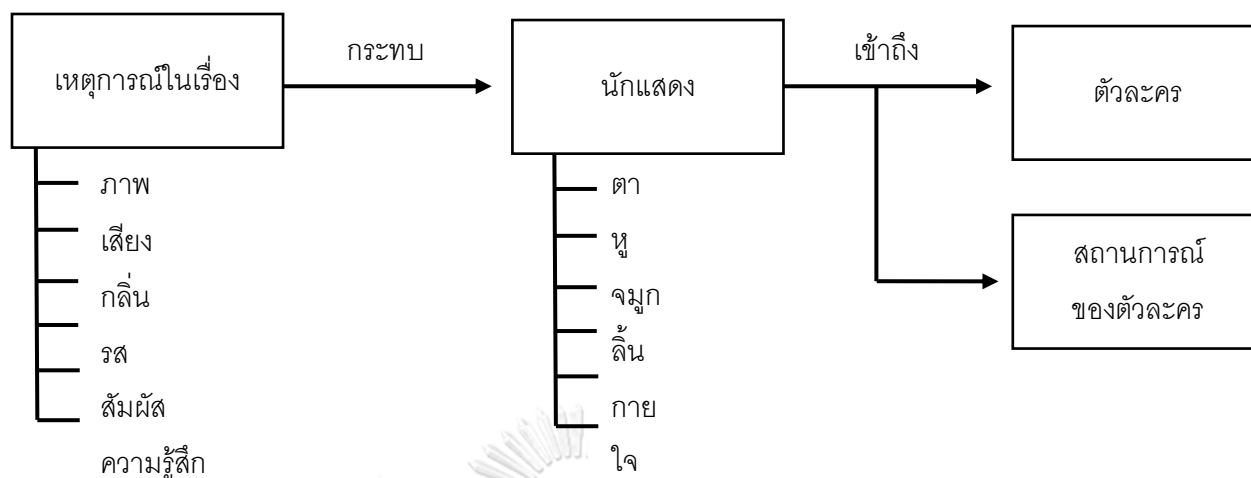 เหตุการณ์ในเรื่อง
กระทบ
นักแสดง
เข้าถึง
ตัวละคร
ภาพ
เสียง
กลิ่น
รส
สัมผัส
ความรู้สึก
ตา
หู
จมูก
ลิ้น
กาย
ใจ
สถานการณ์
ของตัวละคร